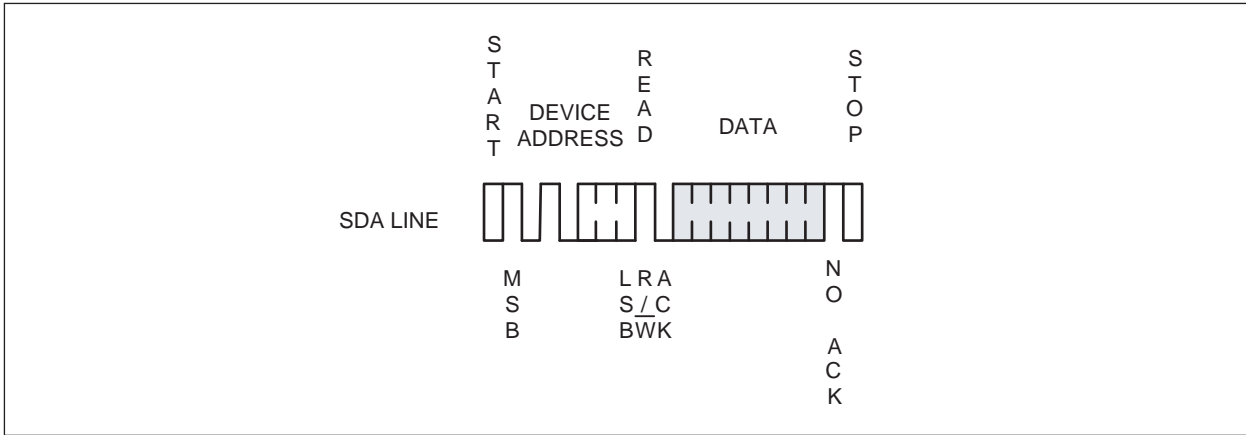 START
DEVICE
ADDRESS
READ
DATA
STOP
SDA LINE
MSB
LSB
R/W
ACK
NO ACK